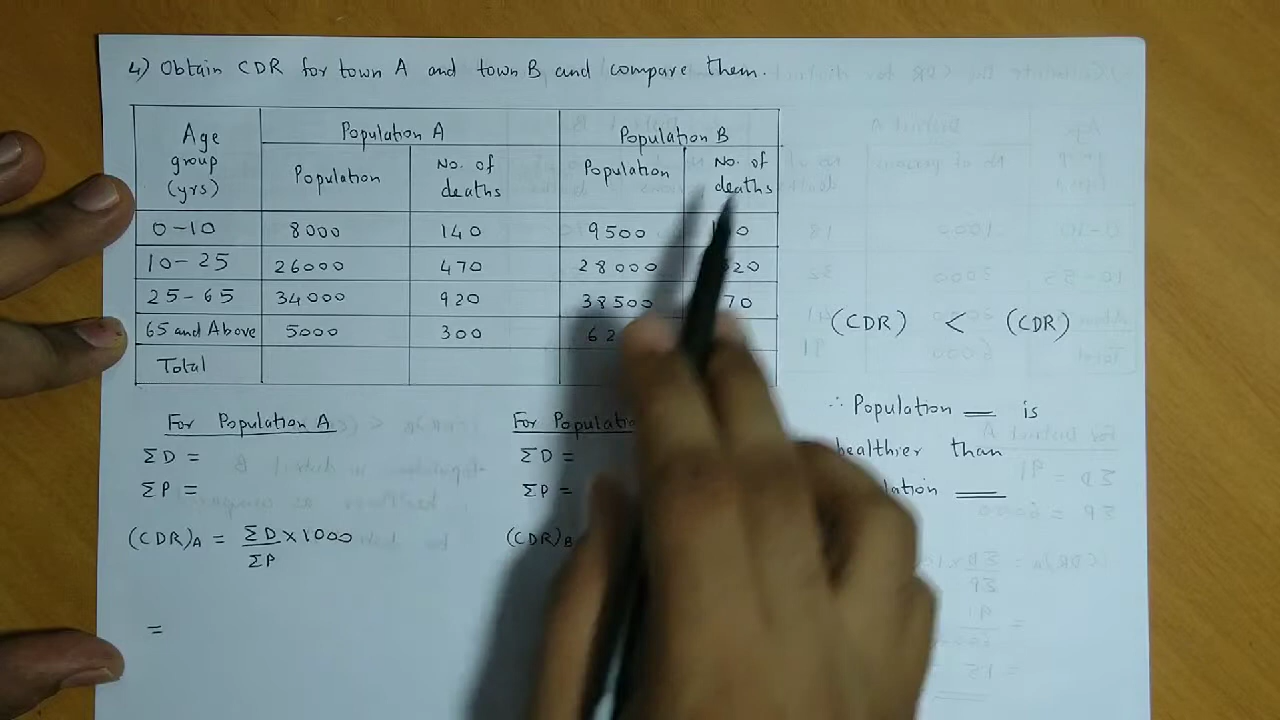 4) Obtain CDR for town A and town B and compare them.
Age group (yrs) Population A Population B
Population No. of deaths Population No. of deaths
0-10 8000 140 9500
10-25 26000 470 28000
25-65 34000 920 38500
65 and Above 5000 300
Total
For Population A
ΣD =
ΣP =
(CDR)A = ΣD/ΣP × 1000
=
For
ΣD =
ΣP =
(CDR)B
(CDR) < (CDR)
∴ Population __ is
healthier than
__